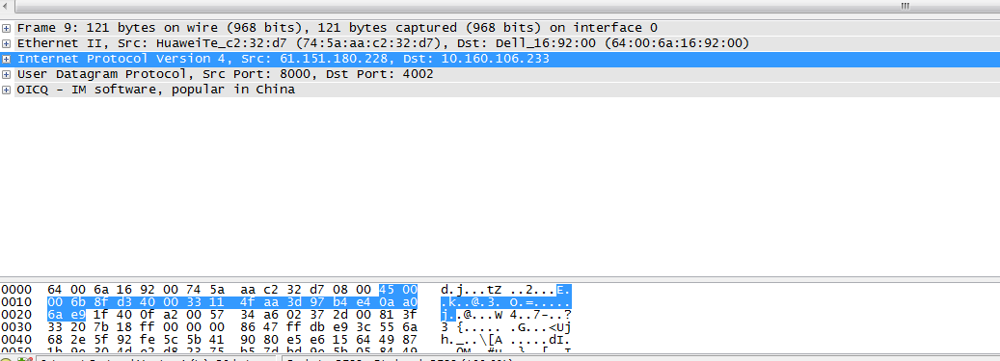 Frame 9: 121 bytes on wire (968 bits), 121 bytes captured (968 bits) on interface 0
Ethernet II, Src: HuaweiTe_c2:32:d7 (74:5a:aa:c2:32:d7), Dst: Dell_16:92:00 (64:00:6a:16:92:00)
Internet Protocol Version 4, Src: 61.151.180.228, Dst: 10.160.106.233
User Datagram Protocol, Src Port: 8000, Dst Port: 4002
OICQ - IM software, popular in China
0000 64 00 6a 16 92 00 74 5a aa c2 32 d7 08 00 45 00 d.j...tZ ..2...E.
0010 00 6b 8f d3 40 00 33 11 4f aa 3d 97 b4 e4 0a a0 .k..@.3. O.=.....
0020 6a e9 1f 40 0f a2 00 57 34 a6 02 37 2d 00 81 3f j..@...W 4..7-..?
0030 33 20 7b 18 ff 00 00 00 86 47 ff db e9 3c 55 6a 3 {..... .G...<Uj
0040 68 2e 5f 92 fe 5c 5b 41 90 80 e5 e6 15 64 49 87 h._..\[A .....dI.